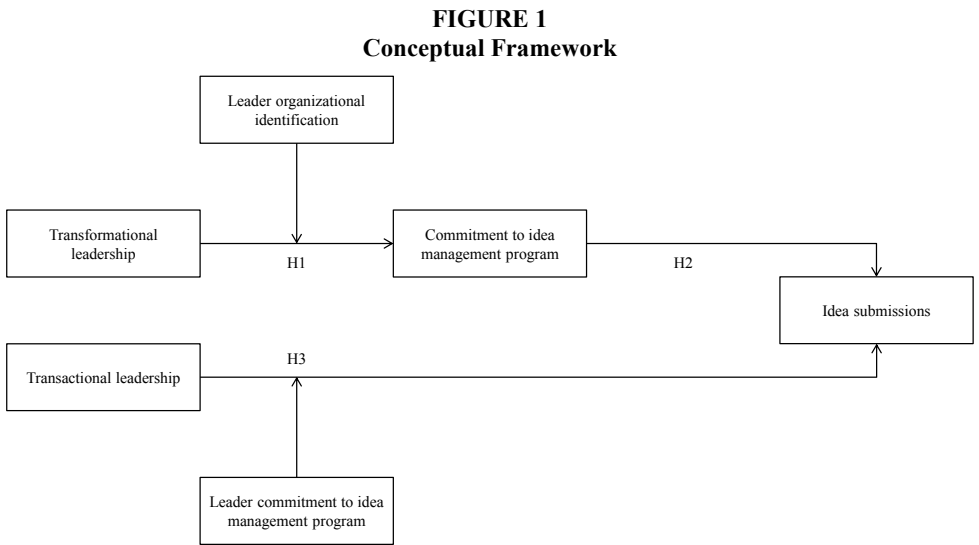 FIGURE 1
Conceptual Framework
Leader organizational
identification
Transformational
leadership
H1
Commitment to idea
management program
H2
Idea submissions
Transactional leadership
H3
Leader commitment to idea
management program